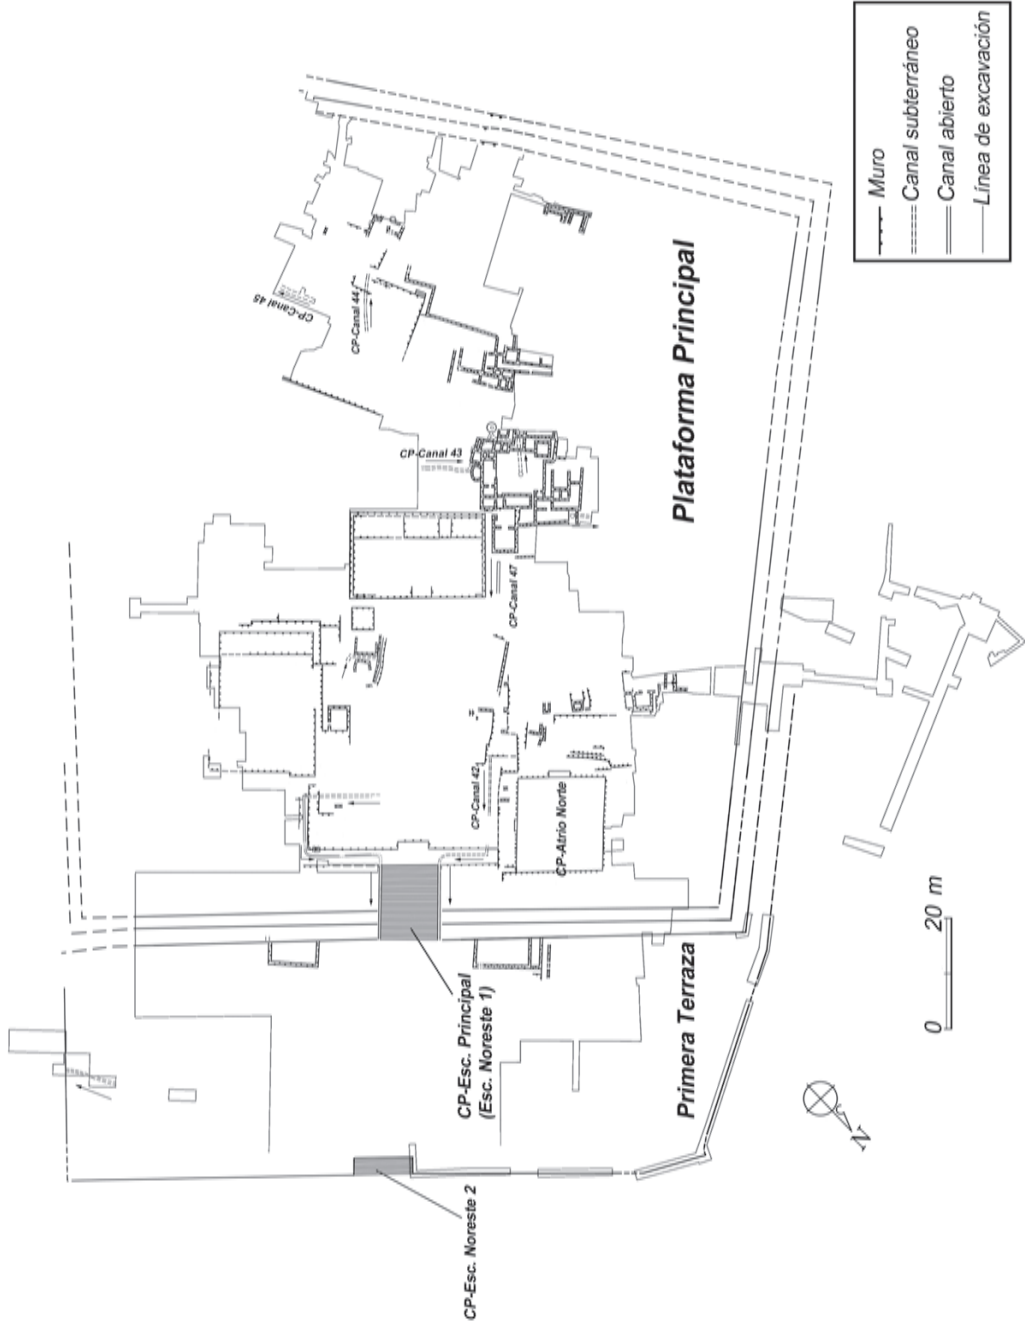 CP-Canal 45
CP-Canal 44
CP-Canal 43
CP-Canal 47
CP-Canal 42
CP-Atrio Norte
Plataforma Principal
Primera Terraza
CP-Esc. Principal
(Esc. Noreste 1)
CP-Esc. Noreste 2
N
0 20 m
Muro
Canal subterráneo
Canal abierto
Línea de excavación